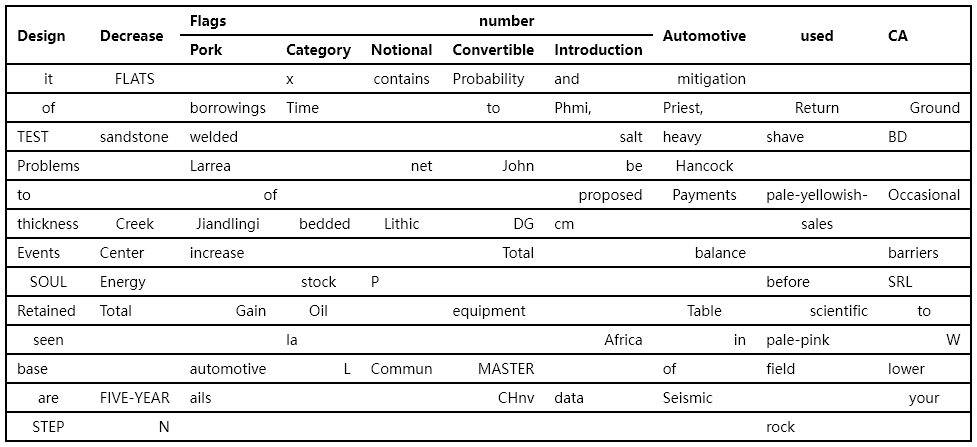 Flags number
Design Decrease Automotive used CA
Pork Category Notional Convertible Introduction
it FLATS x contains Probability and mitigation
of borrowings Time to Phmi, Priest, Return Ground
TEST sandstone welded salt heavy shave BD
Problems Larrea net John be Hancock
to of proposed Payments pale-yellowish- Occasional
thickness Creek Jiandlingi bedded Lithic DG cm sales
Events Center increase Total balance barriers
SOUL Energy stock P before SRL
Retained Total Gain Oil equipment Table scientific to
seen la Africa in pale-pink W
base automotive L Commun MASTER of field lower
are FIVE-YEAR ails CHnv data Seismic your
STEP N rock